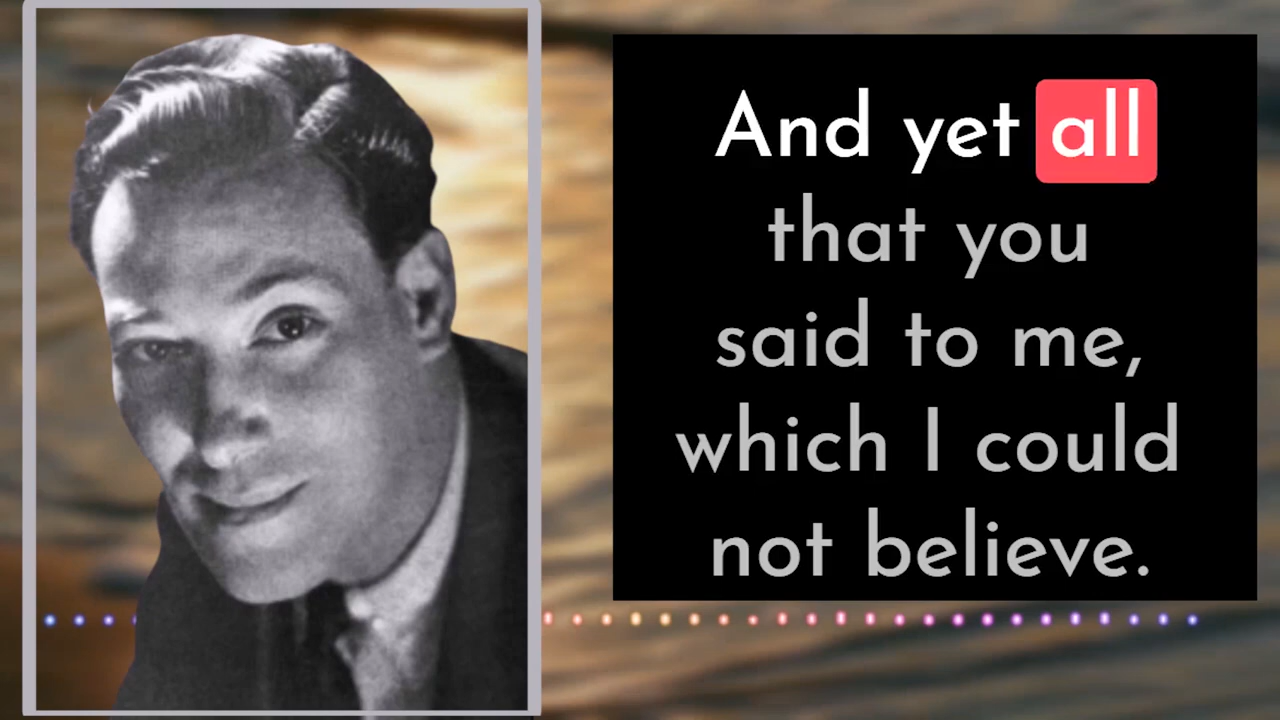 And yet all
that you
said to me,
which I could
not believe.